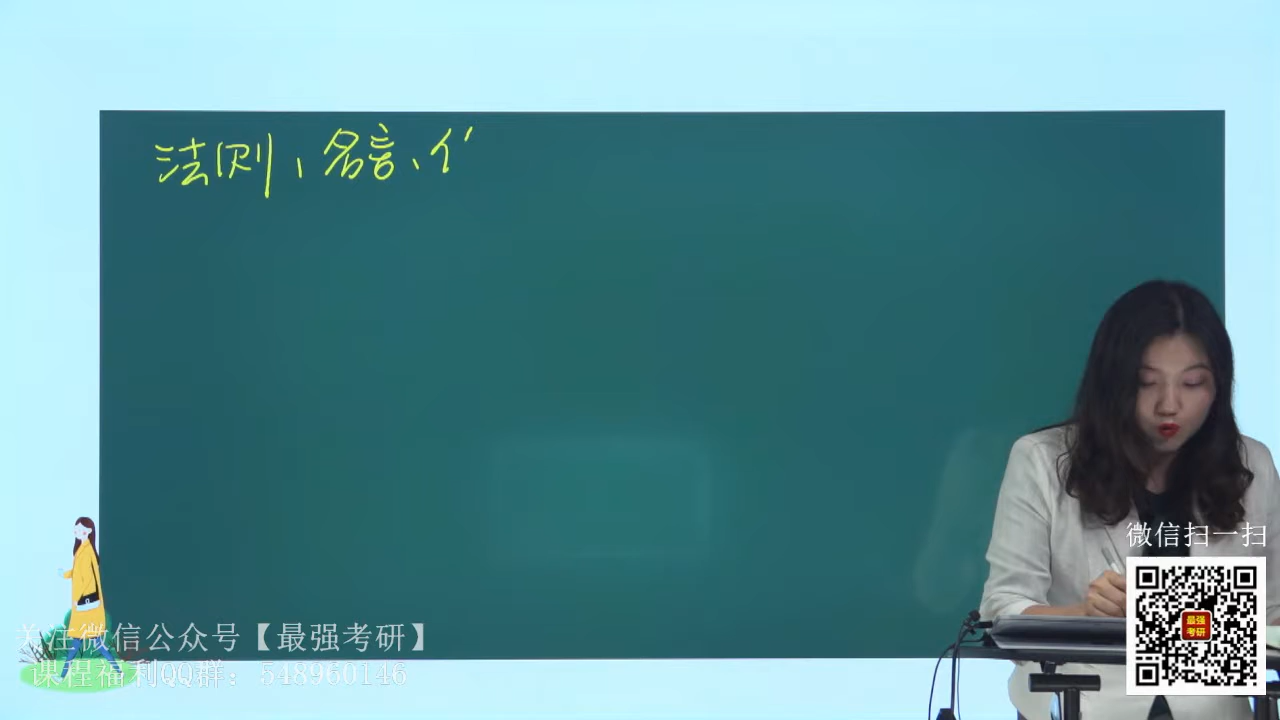 法则、名言、
微信扫一扫
最强
考研
关注微信公众号【最强考研】
课程福利QQ群：548960146